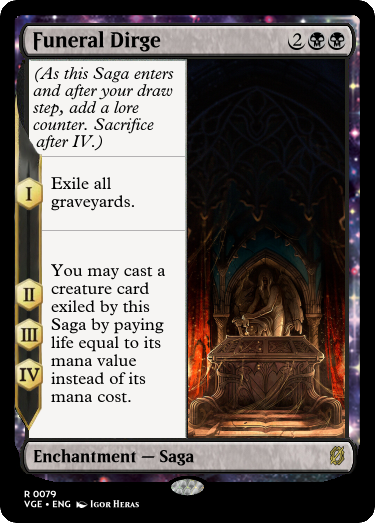 Funeral Dirge 2
(As this Saga enters
and after your draw
step, add a lore
counter. Sacrifice
after IV.)
I
Exile all
graveyards.
II
III
IV
You may cast a
creature card
exiled by this
Saga by paying
life equal to its
mana value
instead of its
mana cost.
Enchantment — Saga
R 0079
VGE • ENG Igor Heras